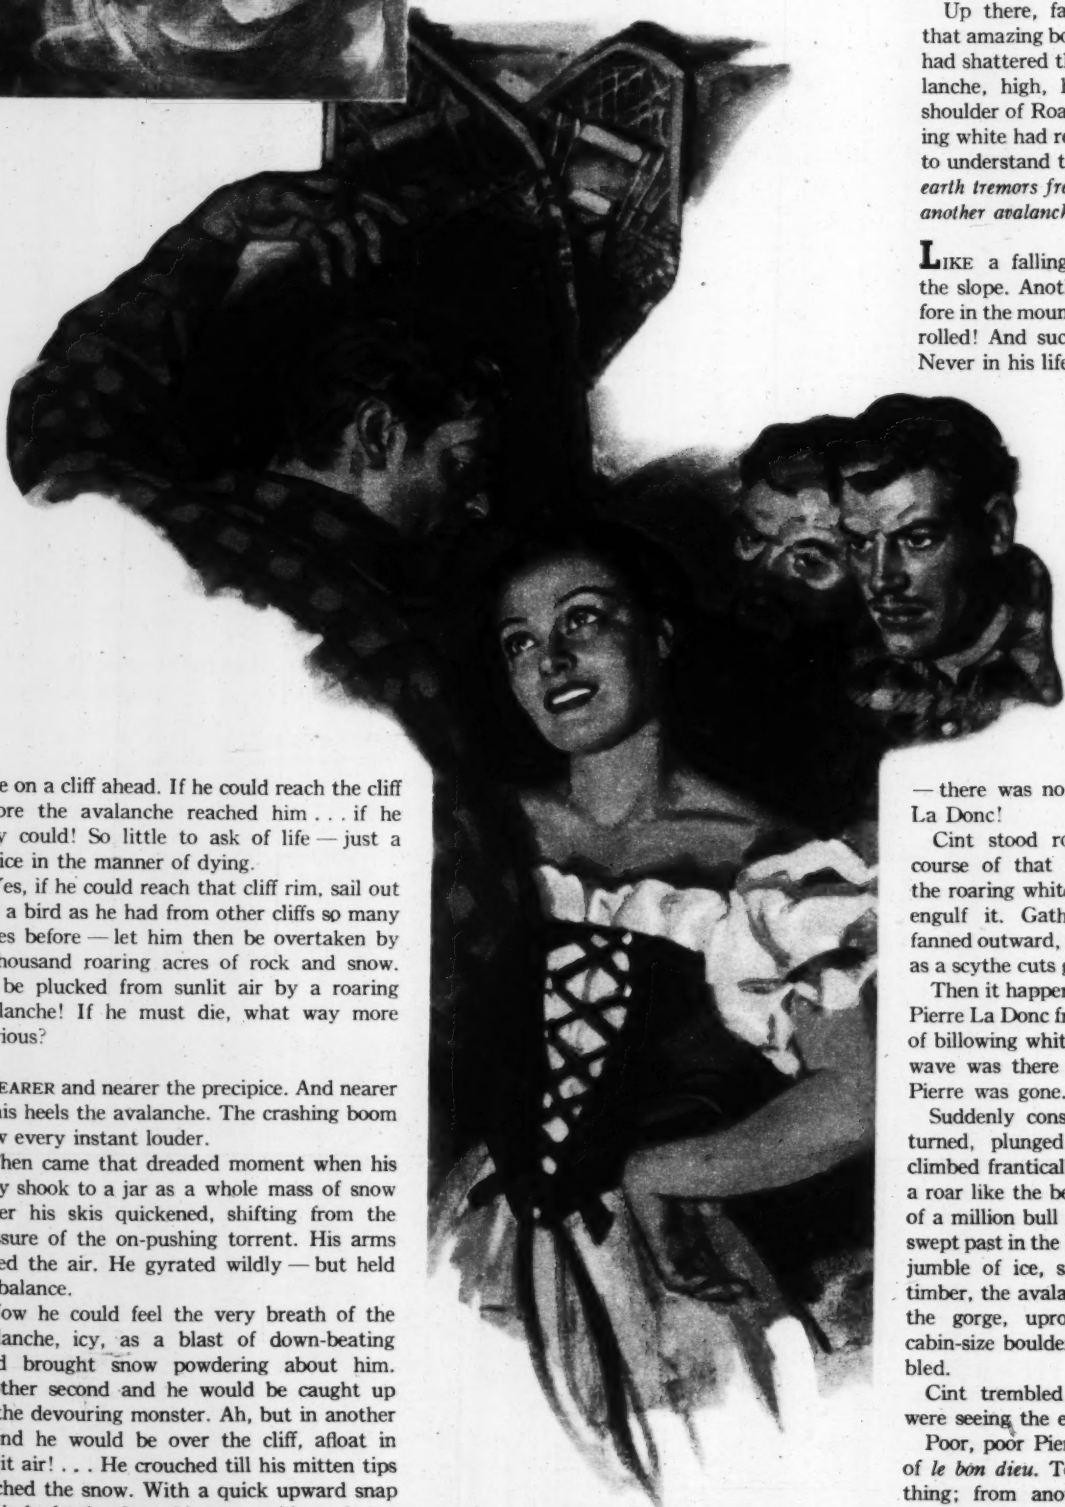 e on a cliff ahead. If he could reach the cliff
ore the avalanche reached him . . . if he
y could! So little to ask of life — just a
ice in the manner of dying.
es, if he could reach that cliff rim, sail out
a bird as he had from other cliffs so many
es before — let him then be overtaken by
housand roaring acres of rock and snow.
be plucked from sunlit air by a roaring
lanche! If he must die, what way more
ious?
EARER and nearer the precipice. And nearer
his heels the avalanche. The crashing boom
w every instant louder.
hen came that dreaded moment when his
y shook to a jar as a whole mass of snow
er his skis quickened, shifting from the
ssure of the on-pushing torrent. His arms
ed the air. He gyrated wildly — but held
balance.
ow he could feel the very breath of the
lanche, icy, as a blast of down-beating
d brought snow powdering about him.
ther second and he would be caught up
the devouring monster. Ah, but in another
nd he would be over the cliff, afloat in
it air! . . . He crouched till his mitten tips
ched the snow. With a quick upward snap
Up there, fa
that amazing bo
had shattered t
lanche, high, h
shoulder of Roa
ing white had re
to understand t
earth tremors fre
another avalanch
LIKE a falling
the slope. Anot
fore in the moun
rolled! And suc
Never in his life
— there was no
La Donc!
Cint stood ro
course of that
the roaring white
engulf it. Gath
fanned outward,
as a scythe cuts g
Then it happen
Pierre La Donc fr
of billowing whit
wave was there
Pierre was gone.
Suddenly cons
turned, plunged
climbed frantical
a roar like the be
of a million bull
swept past in the
jumble of ice, s
timber, the avala
the gorge, upro
cabin-size boulde
bled.
Cint trembled
were seeing the e
Poor, poor Pier
of le bon dieu. T
thing; from ano